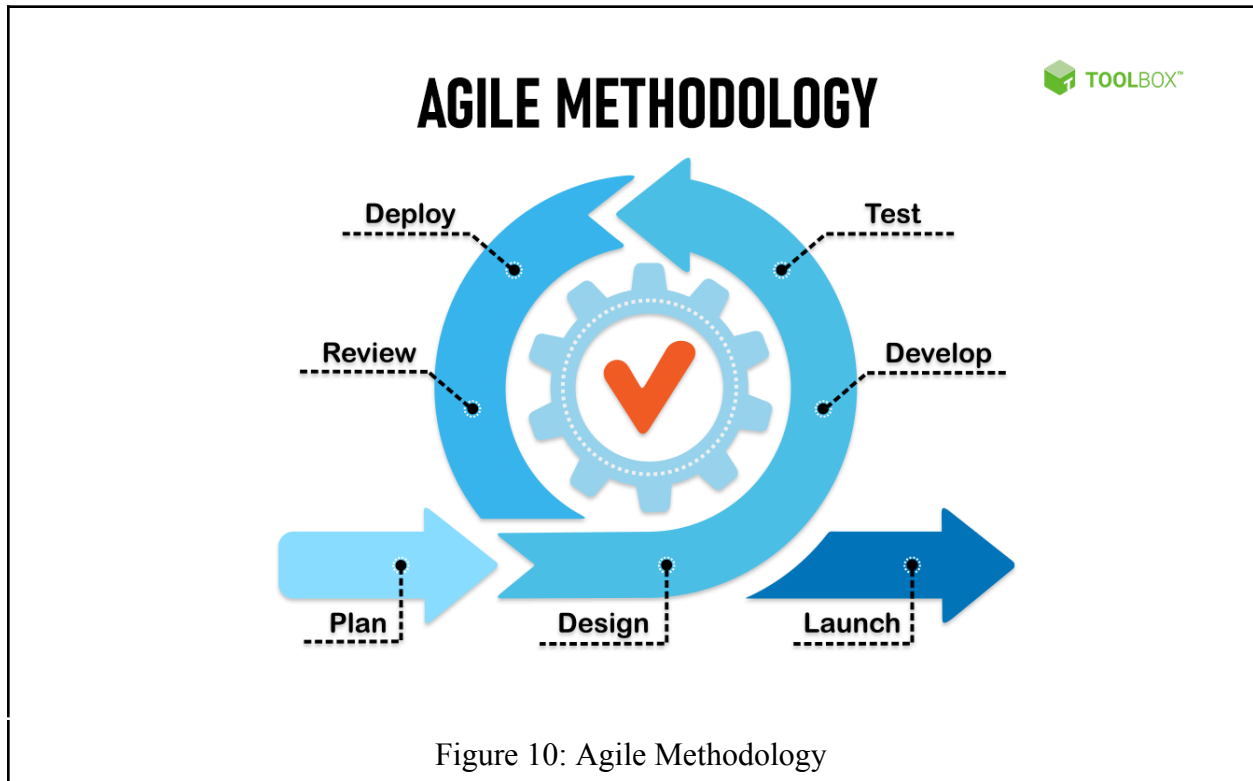 AGILE METHODOLOGY
TOOLBOX™
Deploy
Test
Review
Develop
Plan
Design
Launch
Figure 10: Agile Methodology